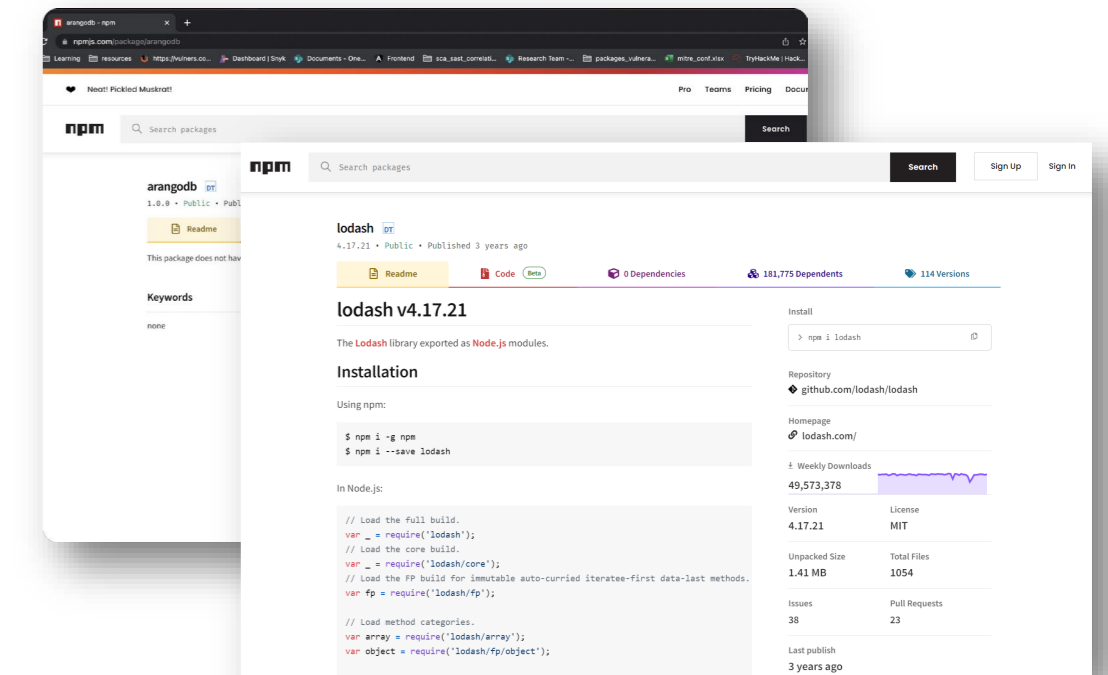 arangodb - npm
npmjs.com/package/arangodb
Learning resources https://vulners.co... Dashboard | Snyk Documents - One... Frontend sca_sast_correlati... Research Team -... packages_vulnera... mitre_conf.xlsx TryHackMe | Hack...
Neat! Pickled Muskrat! Pro Teams Pricing Docu
npm Search packages Search
arangodb DT
1.0.0 • Public • Publ
Readme
This package does not hav
Keywords
none
npm Search packages Search Sign Up Sign In
lodash DT
4.17.21 • Public • Published 3 years ago
Readme Code Beta 0 Dependencies 181,775 Dependents 114 Versions
lodash v4.17.21
The Lodash library exported as Node.js modules.
Installation
Using npm:
$ npm i -g npm
$ npm i --save lodash
In Node.js:
// Load the full build.
var _ = require('lodash');
// Load the core build.
var _ = require('lodash/core');
// Load the FP build for immutable auto-curried iteratee-first data-last methods.
var fp = require('lodash/fp');
// Load method categories.
var array = require('lodash/array');
var object = require('lodash/fp/object');
Install
> npm i lodash
Repository
github.com/lodash/lodash
Homepage
lodash.com/
Weekly Downloads
49,573,378
Version License
4.17.21 MIT
Unpacked Size Total Files
1.41 MB 1054
Issues Pull Requests
38 23
Last publish
3 years ago